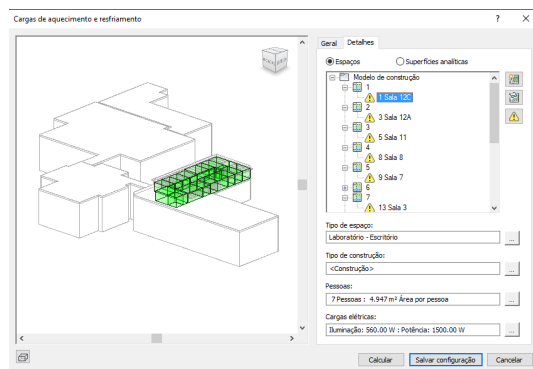 Cargas de aquecimento e resfriamento
Geral Detalhes
Espaços Superfícies analíticas
Modelo de construção
1
1 Sala 12C
2
3 Sala 12A
3
5 Sala 11
4
8 Sala 8
5
9 Sala 7
6
7
13 Sala 3
Tipo de espaço:
Laboratório - Escritório ...
Tipo de construção:
<Construção> ...
Pessoas:
7 Pessoas : 4.947 m² Área por pessoa ...
Cargas elétricas:
Iluminação: 560.00 W : Potência: 1500.00 W ...
Calcular Salvar configuração Cancelar